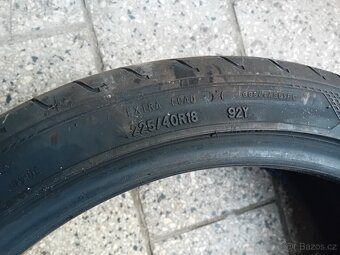 EXTRA LOAD
225/40R18 92Y
bazos.cz